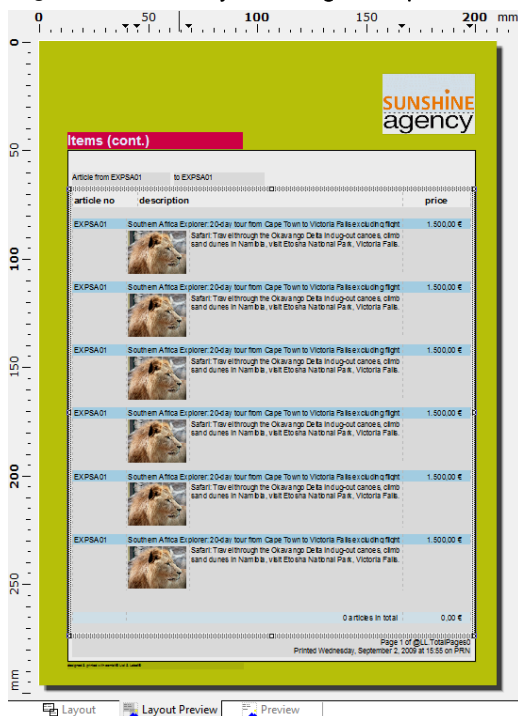 0 50 100 150 200 mm
0
SUNSHINE
agency
Items (cont.)
50
Article from EXPSA01 to EXPSA01
article no description price
EXPSA01 Southern Africa Explorer: 20-day tour from Cape Town to Victoria Falls excluding flight 1.500,00 €
Safari: Travel through the Okavango Delta in dug-out canoes, climb
sand dunes in Namibia, visit Etosha National Park, Victoria Falls.
100
EXPSA01 Southern Africa Explorer: 20-day tour from Cape Town to Victoria Falls excluding flight 1.500,00 €
Safari: Travel through the Okavango Delta in dug-out canoes, climb
sand dunes in Namibia, visit Etosha National Park, Victoria Falls.
EXPSA01 Southern Africa Explorer: 20-day tour from Cape Town to Victoria Falls excluding flight 1.500,00 €
Safari: Travel through the Okavango Delta in dug-out canoes, climb
sand dunes in Namibia, visit Etosha National Park, Victoria Falls.
150
EXPSA01 Southern Africa Explorer: 20-day tour from Cape Town to Victoria Falls excluding flight 1.500,00 €
Safari: Travel through the Okavango Delta in dug-out canoes, climb
sand dunes in Namibia, visit Etosha National Park, Victoria Falls.
200
EXPSA01 Southern Africa Explorer: 20-day tour from Cape Town to Victoria Falls excluding flight 1.500,00 €
Safari: Travel through the Okavango Delta in dug-out canoes, climb
sand dunes in Namibia, visit Etosha National Park, Victoria Falls.
EXPSA01 Southern Africa Explorer: 20-day tour from Cape Town to Victoria Falls excluding flight 1.500,00 €
Safari: Travel through the Okavango Delta in dug-out canoes, climb
sand dunes in Namibia, visit Etosha National Park, Victoria Falls.
250
0 articles in total 0,00 €
Page 1 of @LL.TotalPages0
Printed Wednesday, September 2, 2009 at 15:55 on PRN
mm
Layout Layout Preview Preview